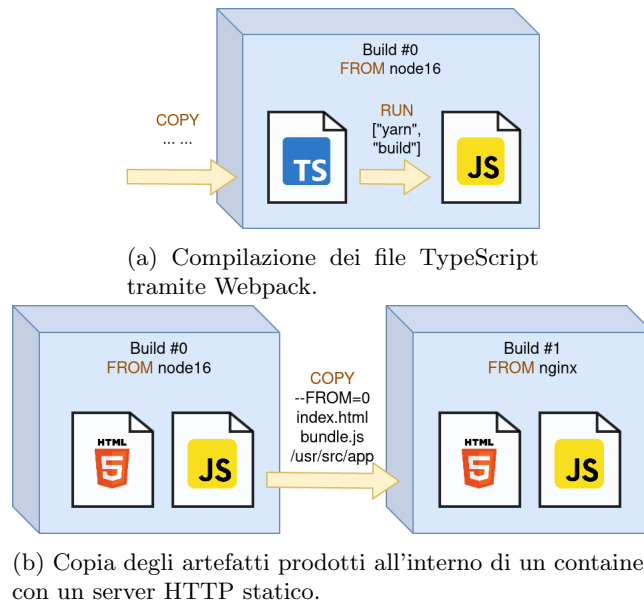 Build #0
FROM node16
COPY
... ...
RUN
["yarn",
"build"]
TS
JS
(a) Compilazione dei file TypeScript
tramite Webpack.
Build #0
FROM node16
HTML
5
JS
COPY
--FROM=0
index.html
bundle.js
/usr/src/app
Build #1
FROM nginx
HTML
5
JS
(b) Copia degli artefatti prodotti all'interno di un containe
con un server HTTP statico.